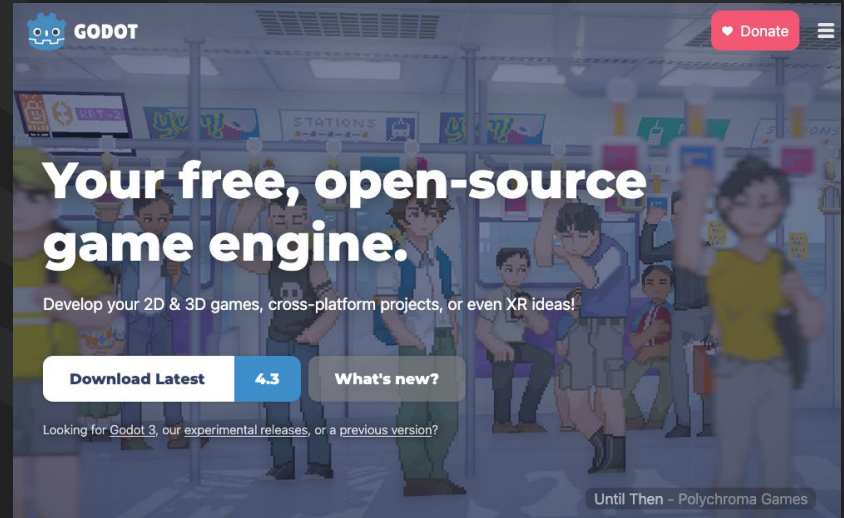 GODOT
Donate
STATIONS
Your free, open-source
game engine.
Develop your 2D & 3D games, cross-platform projects, or even XR ideas!
Download Latest 4.3 What's new?
Looking for Godot 3, our experimental releases, or a previous version?
Until Then - Polychroma Games